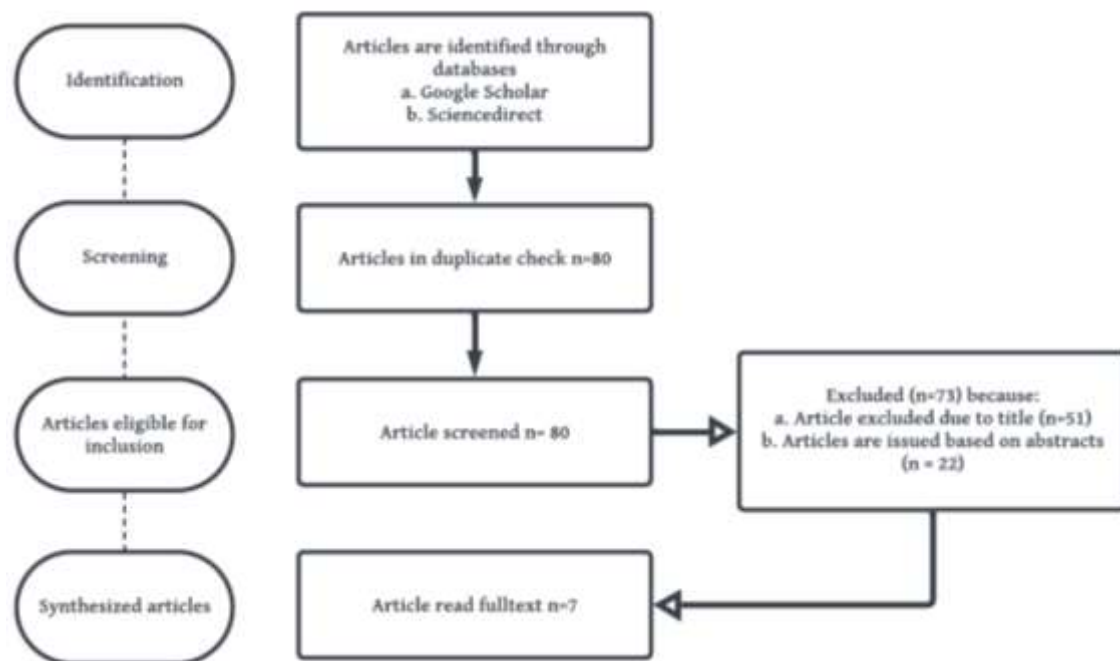 Identification
Articles are identified through
databases
a. Google Scholar
b. Sciencedirect
Screening
Articles in duplicate check n=80
Articles eligible for
inclusion
Article screened n= 80
Excluded (n=73) because:
a. Article excluded due to title (n=51)
b. Articles are issued based on abstracts
(n = 22)
Synthesized articles
Article read fulltext n=7